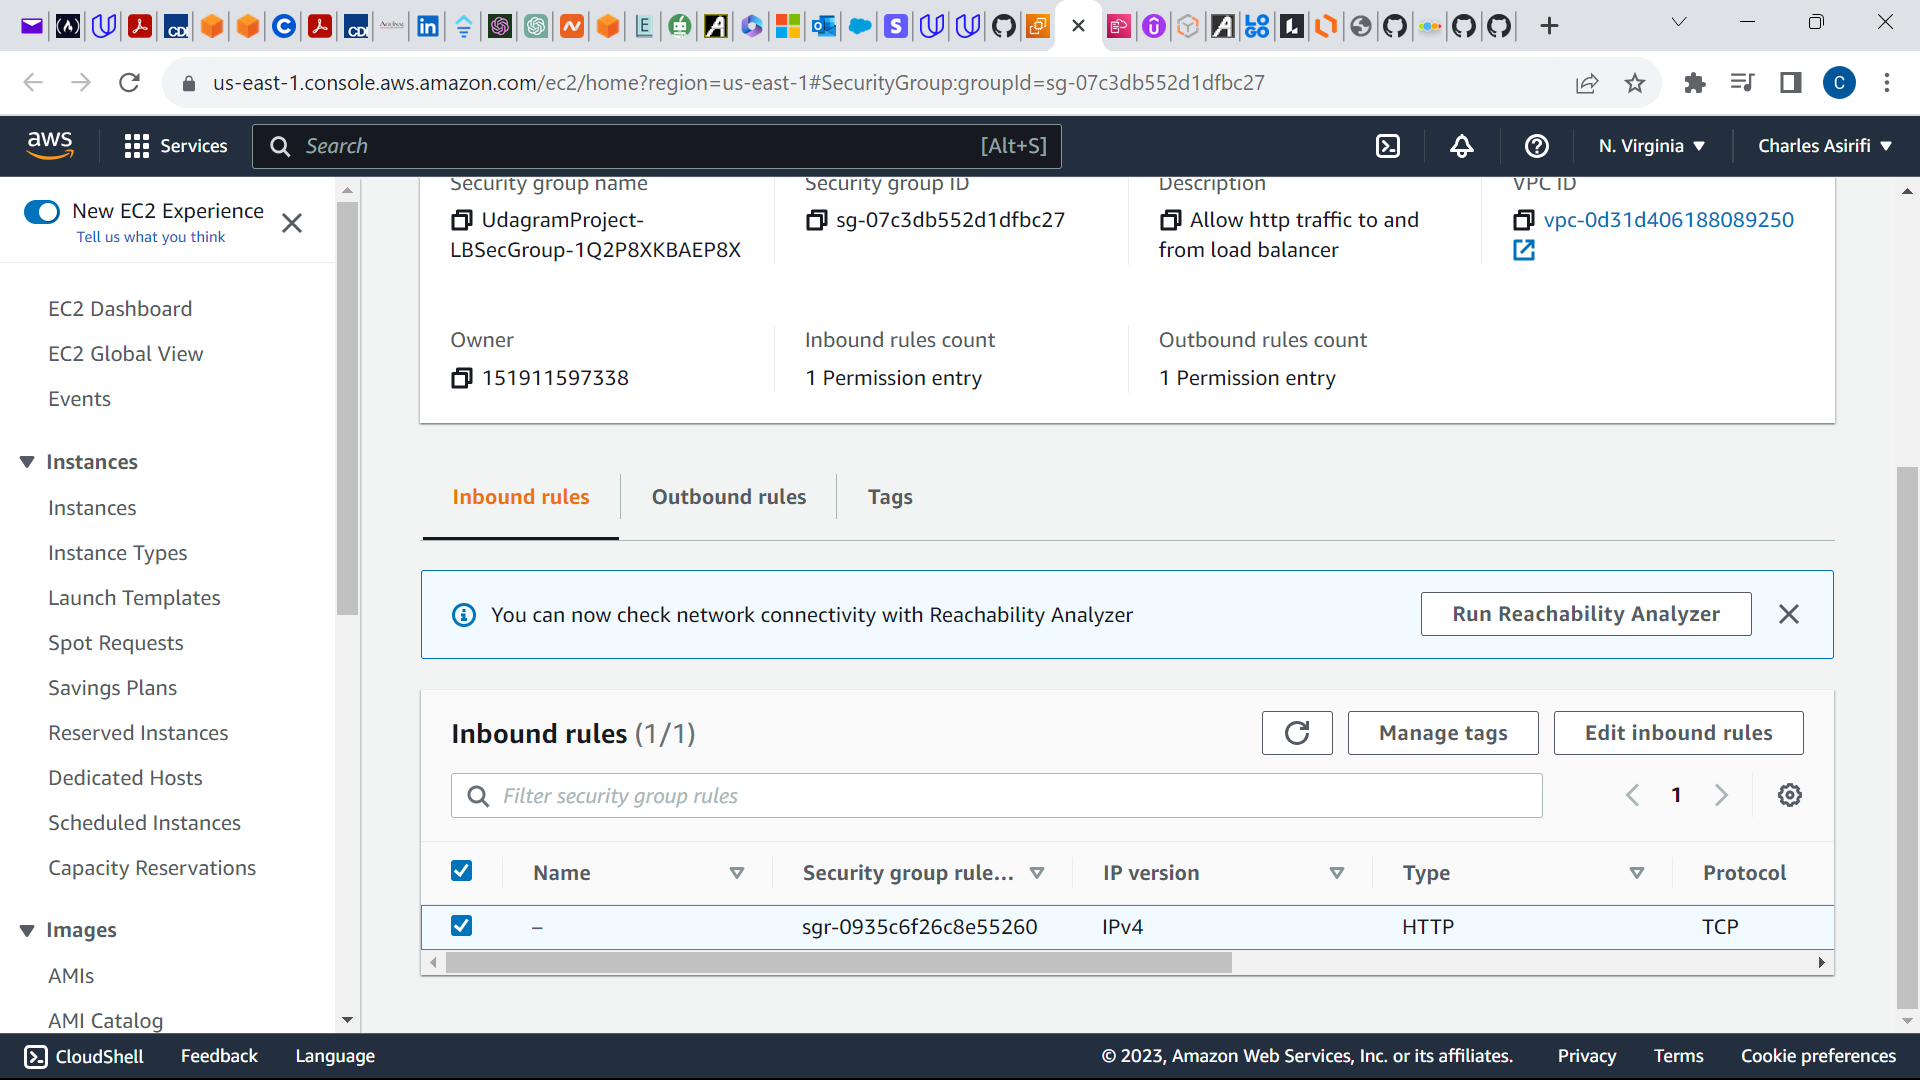 us-east-1.console.aws.amazon.com/ec2/home?region=us-east-1#SecurityGroup:groupId=sg-07c3db552d1dfbc27
C
aws
Services
Search
[Alt+S]
N. Virginia
Charles Asirifi
New EC2 Experience
Tell us what you think
EC2 Dashboard
EC2 Global View
Events
Instances
Instances
Instance Types
Launch Templates
Spot Requests
Savings Plans
Reserved Instances
Dedicated Hosts
Scheduled Instances
Capacity Reservations
Images
AMIs
AMI Catalog
Security group name
UdagramProject-
LBSecGroup-1Q2P8XKBAEP8X
Security group ID
sg-07c3db552d1dfbc27
Description
Allow http traffic to and
from load balancer
VPC ID
vpc-0d31d406188089250
Owner
151911597338
Inbound rules count
1 Permission entry
Outbound rules count
1 Permission entry
Inbound rules
Outbound rules
Tags
You can now check network connectivity with Reachability Analyzer
Run Reachability Analyzer
Inbound rules (1/1)
Manage tags
Edit inbound rules
Filter security group rules
1
Name
Security group rule...
IP version
Type
Protocol
–
sgr-0935c6f26c8e55260
IPv4
HTTP
TCP
CloudShell
Feedback
Language
© 2023, Amazon Web Services, Inc. or its affiliates.
Privacy
Terms
Cookie preferences